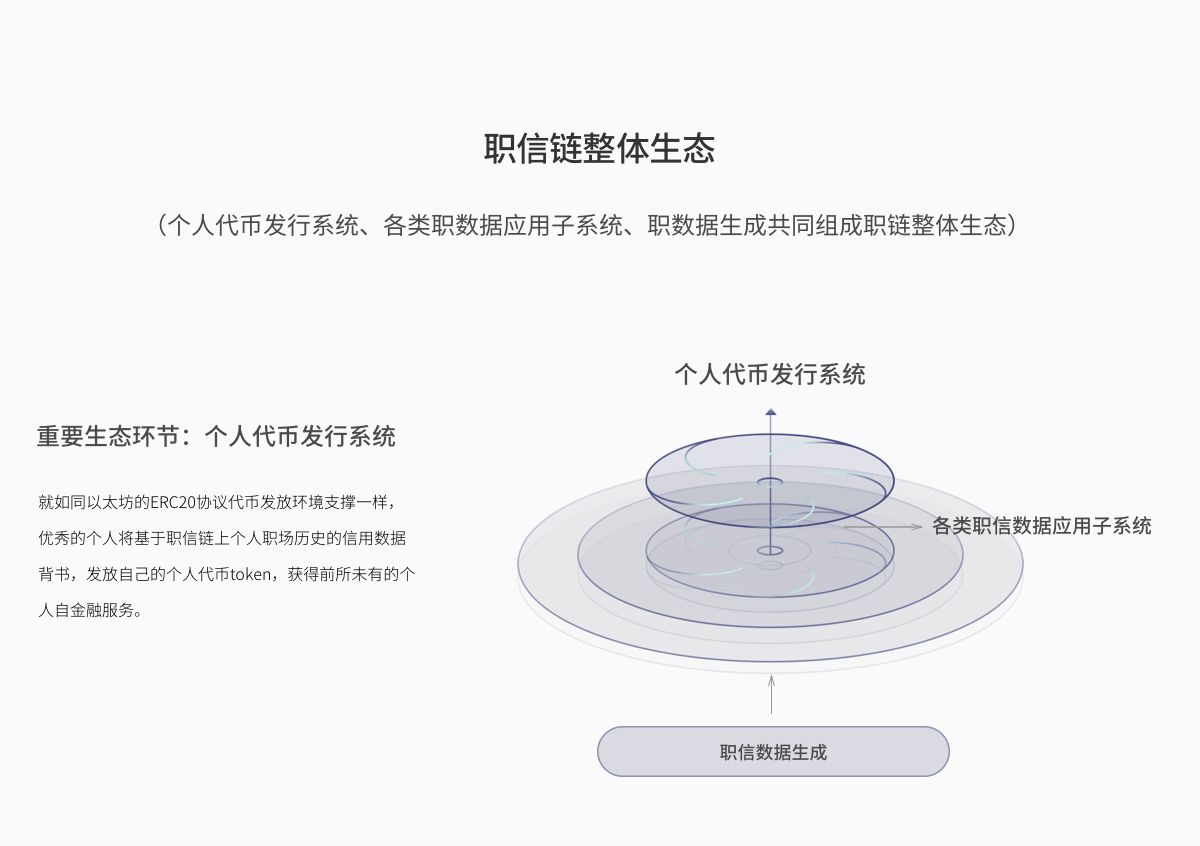 职信链整体生态
（个人代币发行系统、各类职数据应用子系统、职数据生成共同组成职链整体生态）
个人代币发行系统
重要生态环节：个人代币发行系统
就如同以太坊的ERC20协议代币发放环境支撑一样，
优秀的个人将基于职信链上个人职场历史的信用数据
背书，发放自己的个人代币token，获得前所未有的个
人自金融服务。
各类职信数据应用子系统
职信数据生成